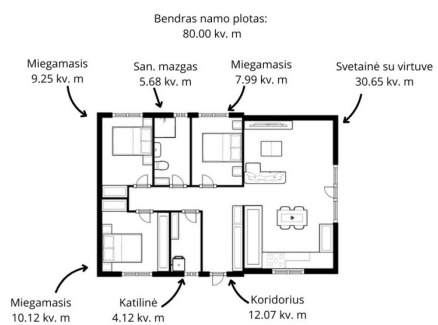 Bendras namo plotas:
80.00 kv. m
Miegamasis
9.25 kv. m
San. mazgas
5.68 kv. m
Miegamasis
7.99 kv. m
Svetainė su virtuve
30.65 kv. m
Miegamasis
10.12 kv. m
Katilinė
4.12 kv. m
Koridorius
12.07 kv. m